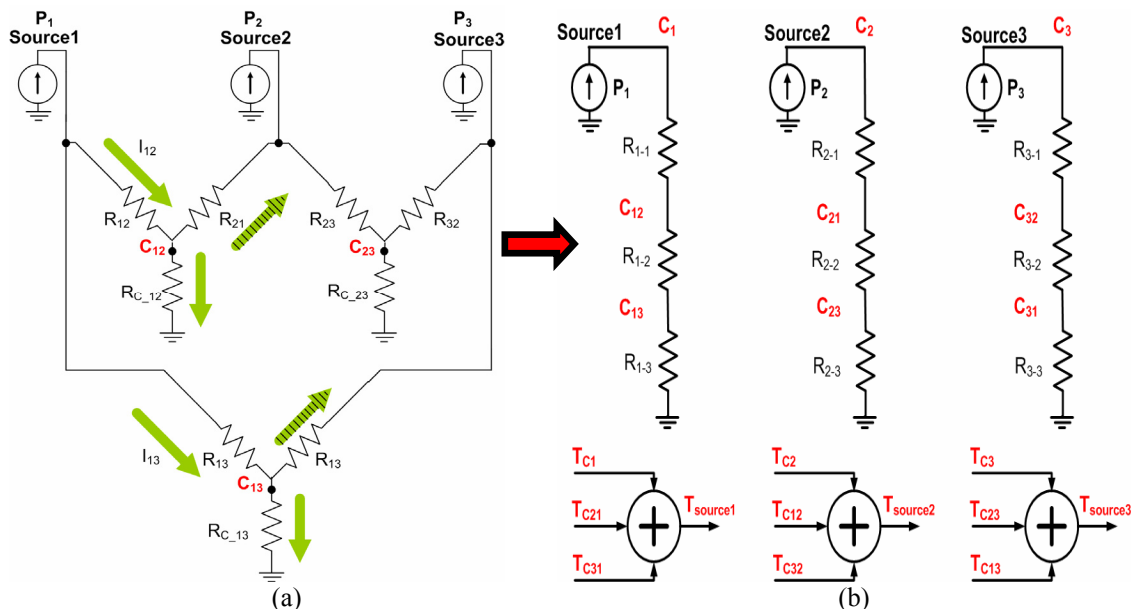 P1
Source1
P2
Source2
P3
Source3
I12
R12
R21
R23
R32
C12
C23
RC_12
RC_23
I13
R13
R13
C13
RC_13
(a)
Source1
C1
P1
R1-1
C12
R1-2
C13
R1-3
Source2
C2
P2
R2-1
C21
R2-2
C23
R2-3
Source3
C3
P3
R3-1
C32
R3-2
C31
R3-3
TC1
TC21
TC31
Tsource1
TC2
TC12
TC32
Tsource2
TC3
TC23
TC13
Tsource3
(b)